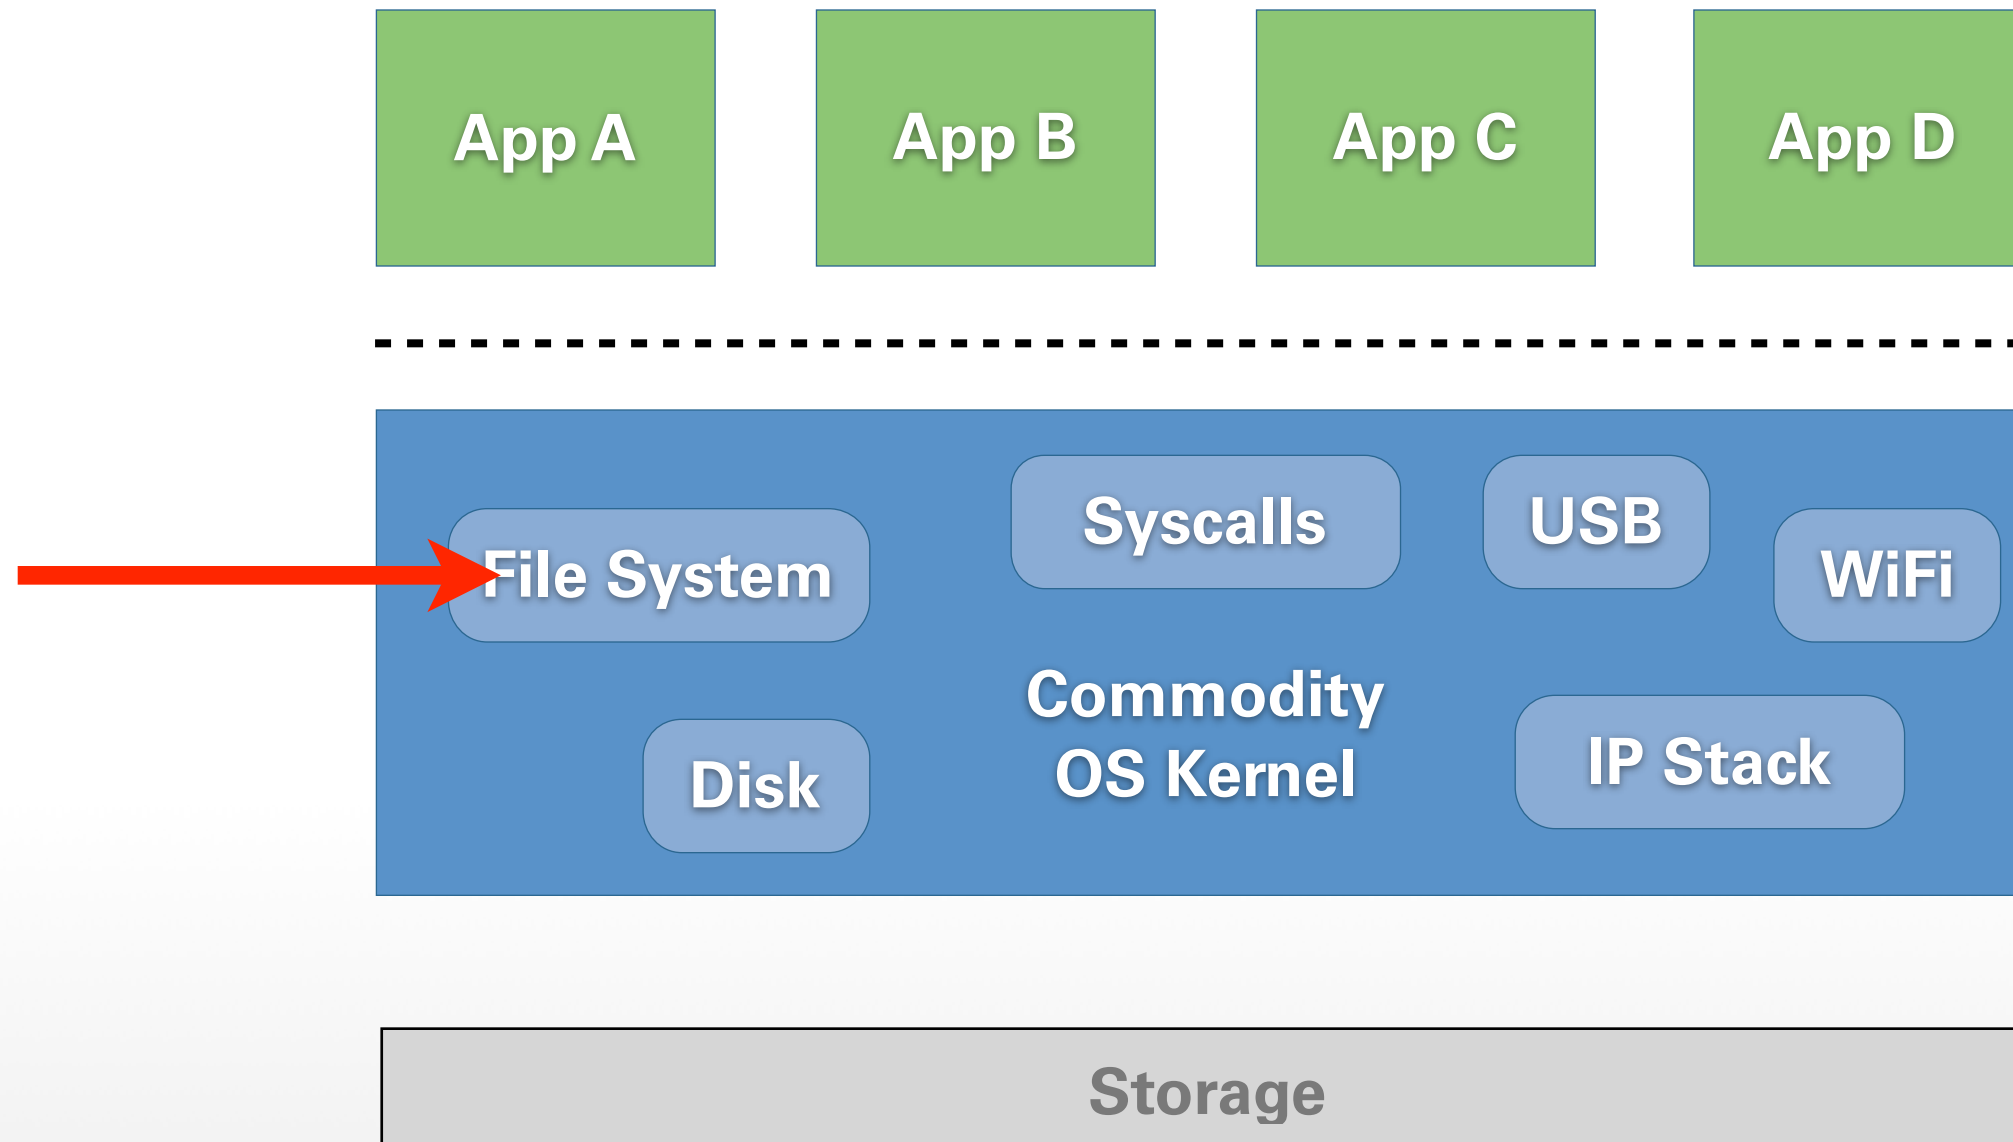 App A
App B
App C
App D
File System
Syscalls
USB
WiFi
Commodity
OS Kernel
Disk
IP Stack
Storage